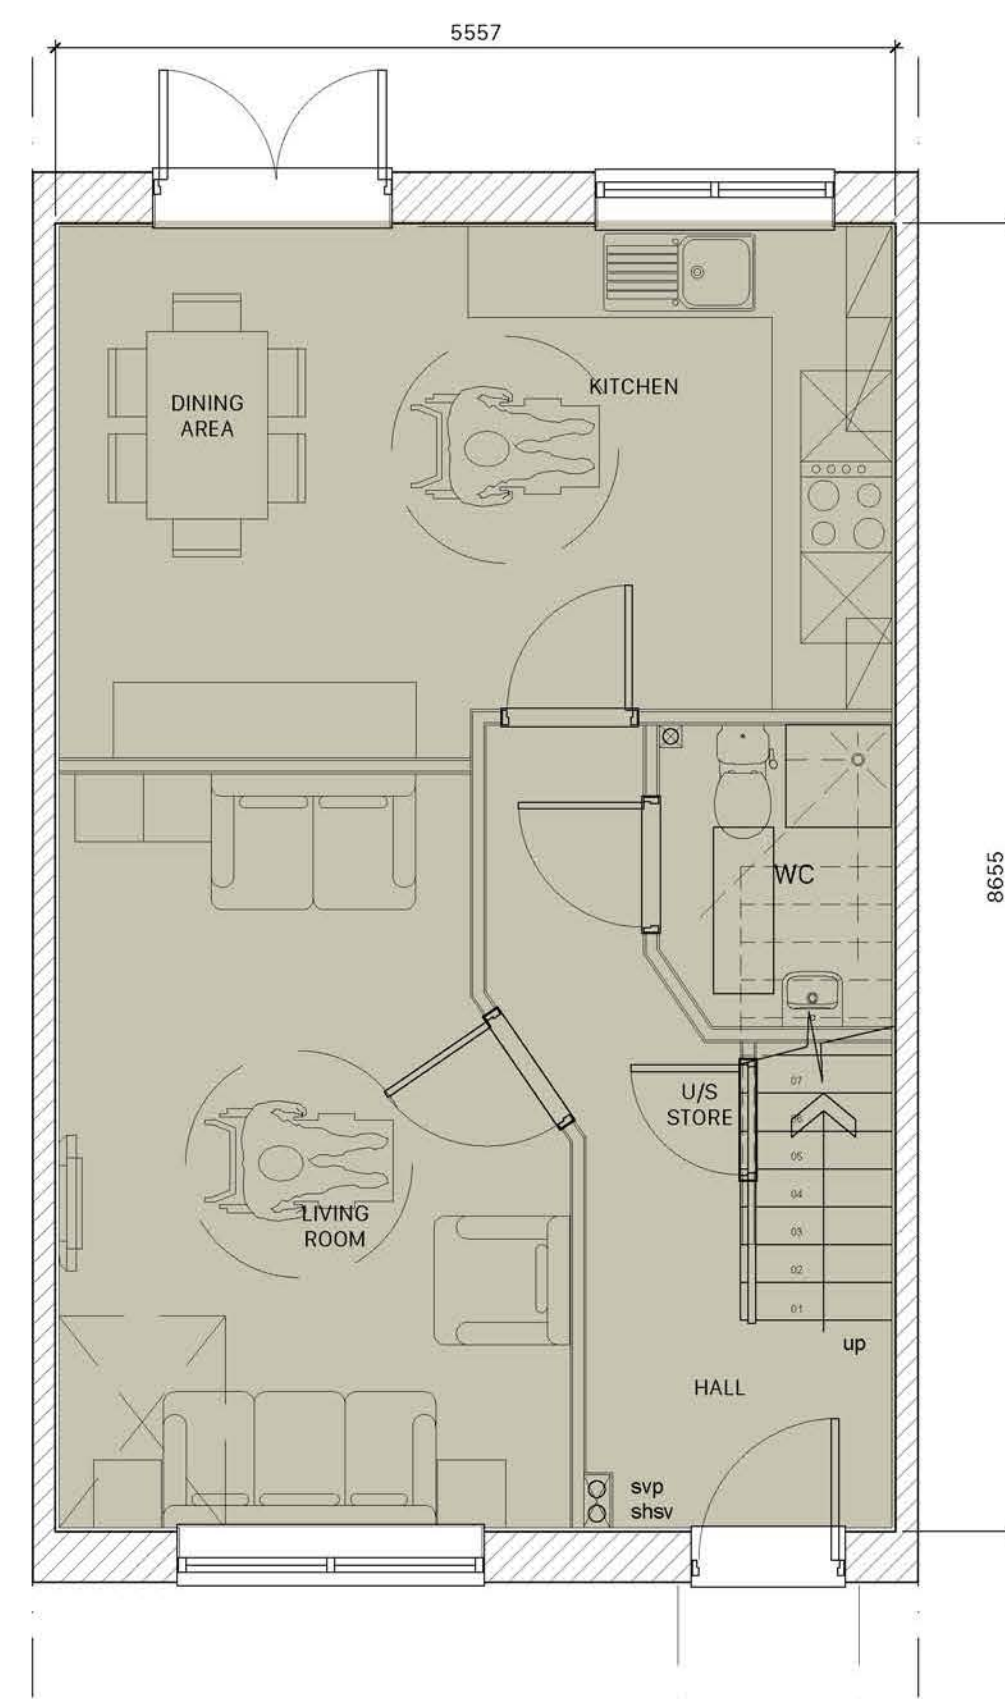 5557
KITCHEN
DINING
AREA
WC
8655
07
U/S
STORE
05
04
03
02
01
LIVING
ROOM
up
HALL
svp
shsv